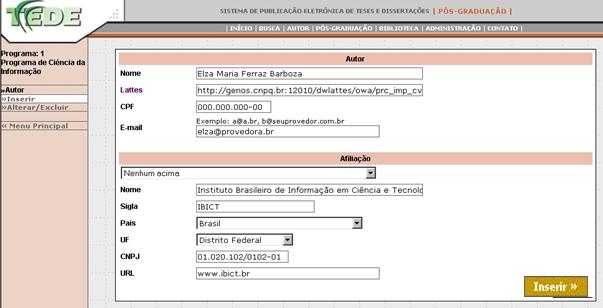 TEDE
SISTEMA DE PUBLICAÇÃO ELETRÔNICA DE TESES E DISSERTAÇÕES | PÓS-GRADUAÇÃO |
| INÍCIO | BUSCA | AUTOR | PÓS-GRADUAÇÃO | BIBLIOTECA | ADMINISTRAÇÃO | CONTATO |
Programa: 1
Programa de Ciência da
Informação
»Autor
»Inserir
»Alterar/Excluir
« Menu Principal
Autor
Nome Elza Maria Ferraz Barboza
Lattes http://genos.cnpq.br:12010/dwlattes/owa/prc_imp_cv
CPF 000.000.000-00
Exemplo: a@a.br, b@seuprovedor.com.br
E-mail elza@provedora.br
Afiliação
Nenhum acima
Nome Instituto Brasileiro de Informação em Ciência e Tecnolo
Sigla IBICT
País Brasil
UF Distrito Federal
CNPJ 01.020.102/0102-01
URL www.ibict.br
Inserir »